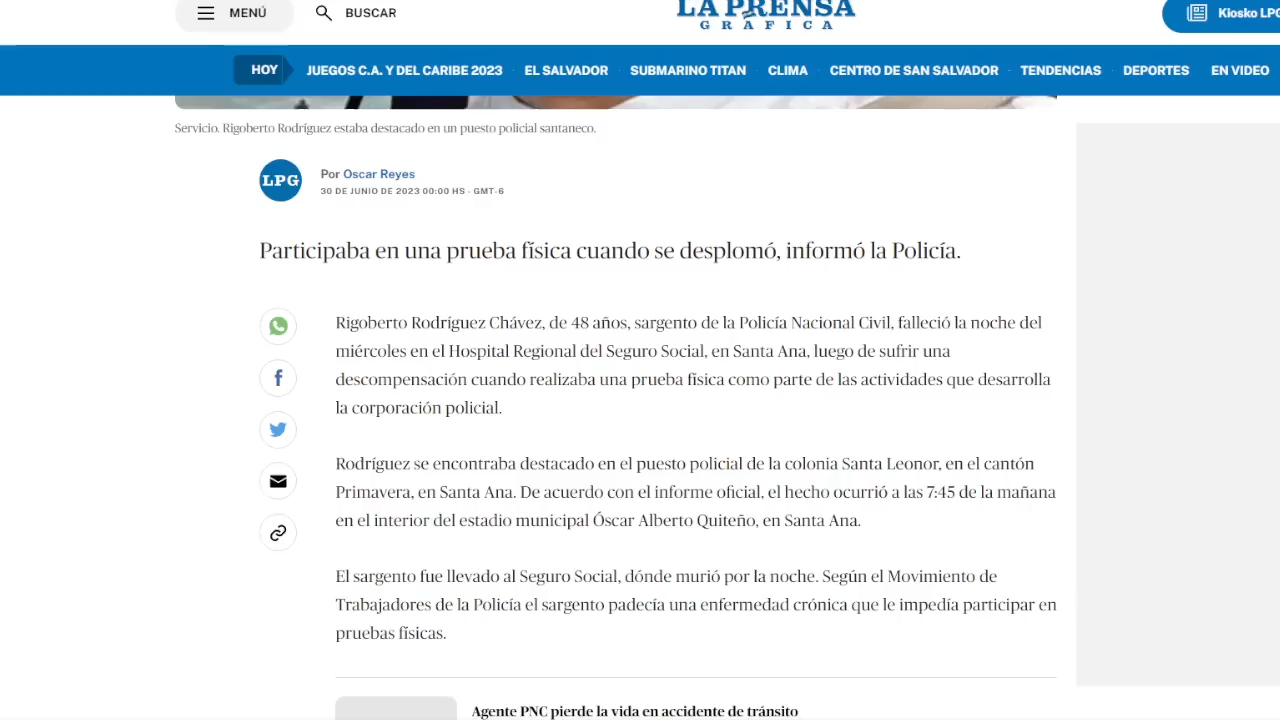 MENÚ
BUSCAR
LA PRENSA
GRÁFICA
Kiosko LPG
HOY
JUEGOS C.A. Y DEL CARIBE 2023
EL SALVADOR
SUBMARINO TITAN
CLIMA
CENTRO DE SAN SALVADOR
TENDENCIAS
DEPORTES
EN VIDEO
Servicio. Rigoberto Rodríguez estaba destacado en un puesto policial santaneco.
LPG
Por Oscar Reyes
30 DE JUNIO DE 2023 00:00 HS - GMT-6
Participaba en una prueba física cuando se desplomó, informó la Policía.
Rigoberto Rodríguez Chávez, de 48 años, sargento de la Policía Nacional Civil, falleció la noche del
miércoles en el Hospital Regional del Seguro Social, en Santa Ana, luego de sufrir una
descompensación cuando realizaba una prueba física como parte de las actividades que desarrolla
la corporación policial.
Rodríguez se encontraba destacado en el puesto policial de la colonia Santa Leonor, en el cantón
Primavera, en Santa Ana. De acuerdo con el informe oficial, el hecho ocurrió a las 7:45 de la mañana
en el interior del estadio municipal Óscar Alberto Quiteño, en Santa Ana.
El sargento fue llevado al Seguro Social, dónde murió por la noche. Según el Movimiento de
Trabajadores de la Policía el sargento padecía una enfermedad crónica que le impedía participar en
pruebas físicas.
Agente PNC pierde la vida en accidente de tránsito